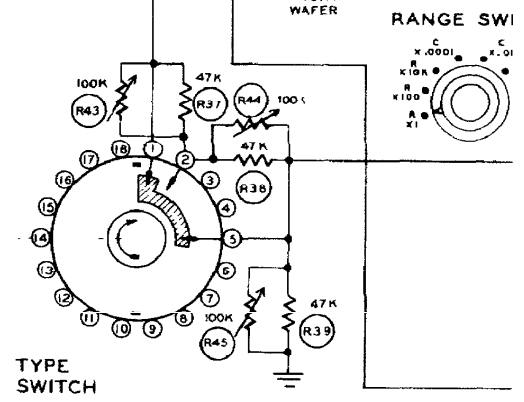 WAFER
RANGE SWI
C
X.0001
C
X.01
R
X10K
R
X100
R
X1
100K
R43
47K
R37
R44
100K
47K
R38
1
2
3
4
5
6
7
8
9
10
11
12
13
14
15
16
17
18
100K
R45
47K
R39
TYPE
SWITCH